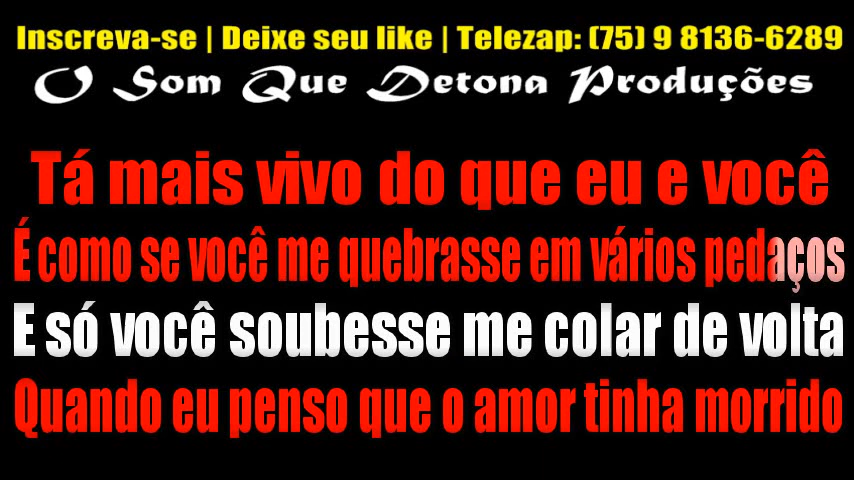 Inscreva-se | Deixe seu like | Telezap: (75) 9 8136-6289
O Som Que Detona Produções
Tá mais vivo do que eu e você
É como se você me quebrasse em vários pedaços
E só você soubesse me colar de volta
Quando eu penso que o amor tinha morrido